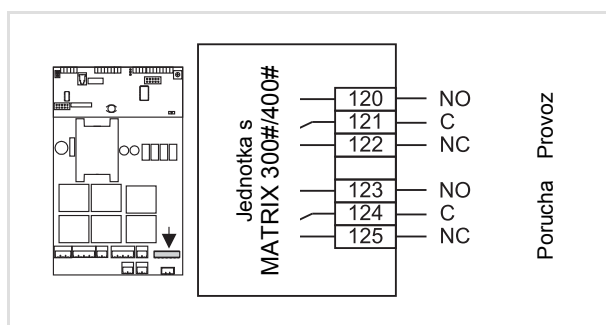 Jednotka s
MATRIX 300#/400#
120 NO
121 C
122 NC
Provoz
123 NO
124 C
125 NC
Porucha